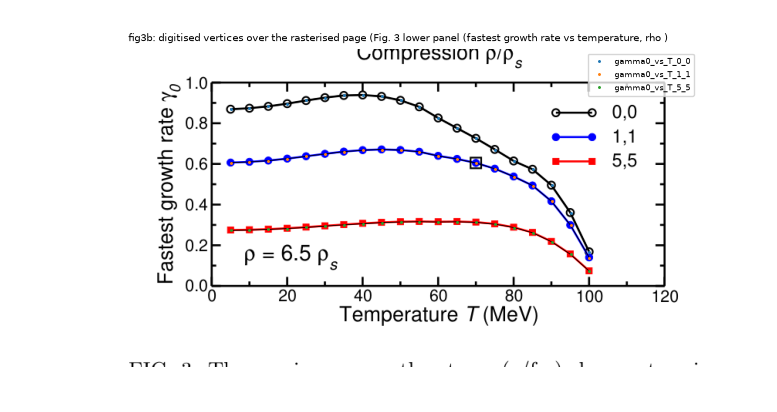 fig3b: digitised vertices over the rasterised page (Fig. 3 lower panel (fastest growth rate vs temperature, rho )
Compression ρ/ρs
gamma0_vs_T_0_0
gamma0_vs_T_1_1
gamma0_vs_T_5_5
Fastest growth rate γ0
1.0
0.8
0.6
0.4
0.2
0.0
0,0
1,1
5,5
ρ = 6.5 ρs
0 20 40 60 80 100 120
Temperature T (MeV)